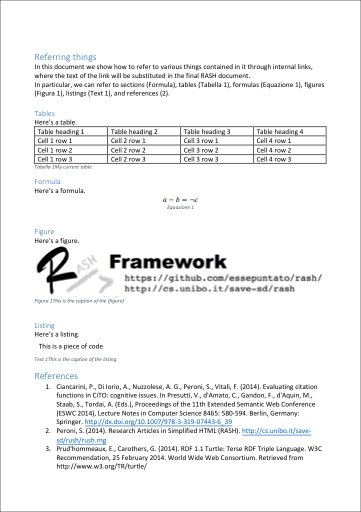 Referring things
In this document we show how to refer to various things contained in it through internal links,
where the text of the link will be substituted in the final RASH document.
In particular, we can refer to sections (Formula), tables (Tabella 1), formulas (Equazione 1), figures
(Figura 1), listings (Text 1), and references (2).
Tables
Here's a table.
Table heading 1 Table heading 2 Table heading 3 Table heading 4
Cell 1 row 1 Cell 2 row 1 Cell 3 row 1 Cell 4 row 1
Cell 1 row 2 Cell 2 row 2 Cell 3 row 2 Cell 4 row 2
Cell 1 row 3 Cell 2 row 3 Cell 3 row 3 Cell 4 row 3
Tabella 1My current table
Formula
Here's a formula.
a − b = ¬c
Equazione 1
Figure
Here's a figure.
RASH Framework
https://github.com/essepuntato/rash/
http://cs.unibo.it/save-sd/rash
Figura 1This is the caption of the (figure)
Listing
Here's a listing.
This is a piece of code
Text 1This is the caption of the listing.
References
1. Ciancarini, P., Di Iorio, A., Nuzzolese, A. G., Peroni, S., Vitali, F. (2014). Evaluating citation
functions in CiTO: cognitive issues. In Presutti, V., d'Amato, C., Gandon, F., d'Aquin, M.,
Staab, S., Tordai, A. (Eds.), Proceedings of the 11th Extended Semantic Web Conference
(ESWC 2014), Lecture Notes in Computer Science 8465: 580-594. Berlin, Germany:
Springer. http://dx.doi.org/10.1007/978-3-319-07443-6_39
2. Peroni, S. (2014). Research Articles in Simplified HTML (RASH). http://cs.unibo.it/save-
sd/rush/rush.rng
3. Prud'hommeaux, E., Carothers, G. (2014). RDF 1.1 Turtle: Terse RDF Triple Language. W3C
Recommendation, 25 February 2014. World Wide Web Consortium. Retrieved from
http://www.w3.org/TR/turtle/